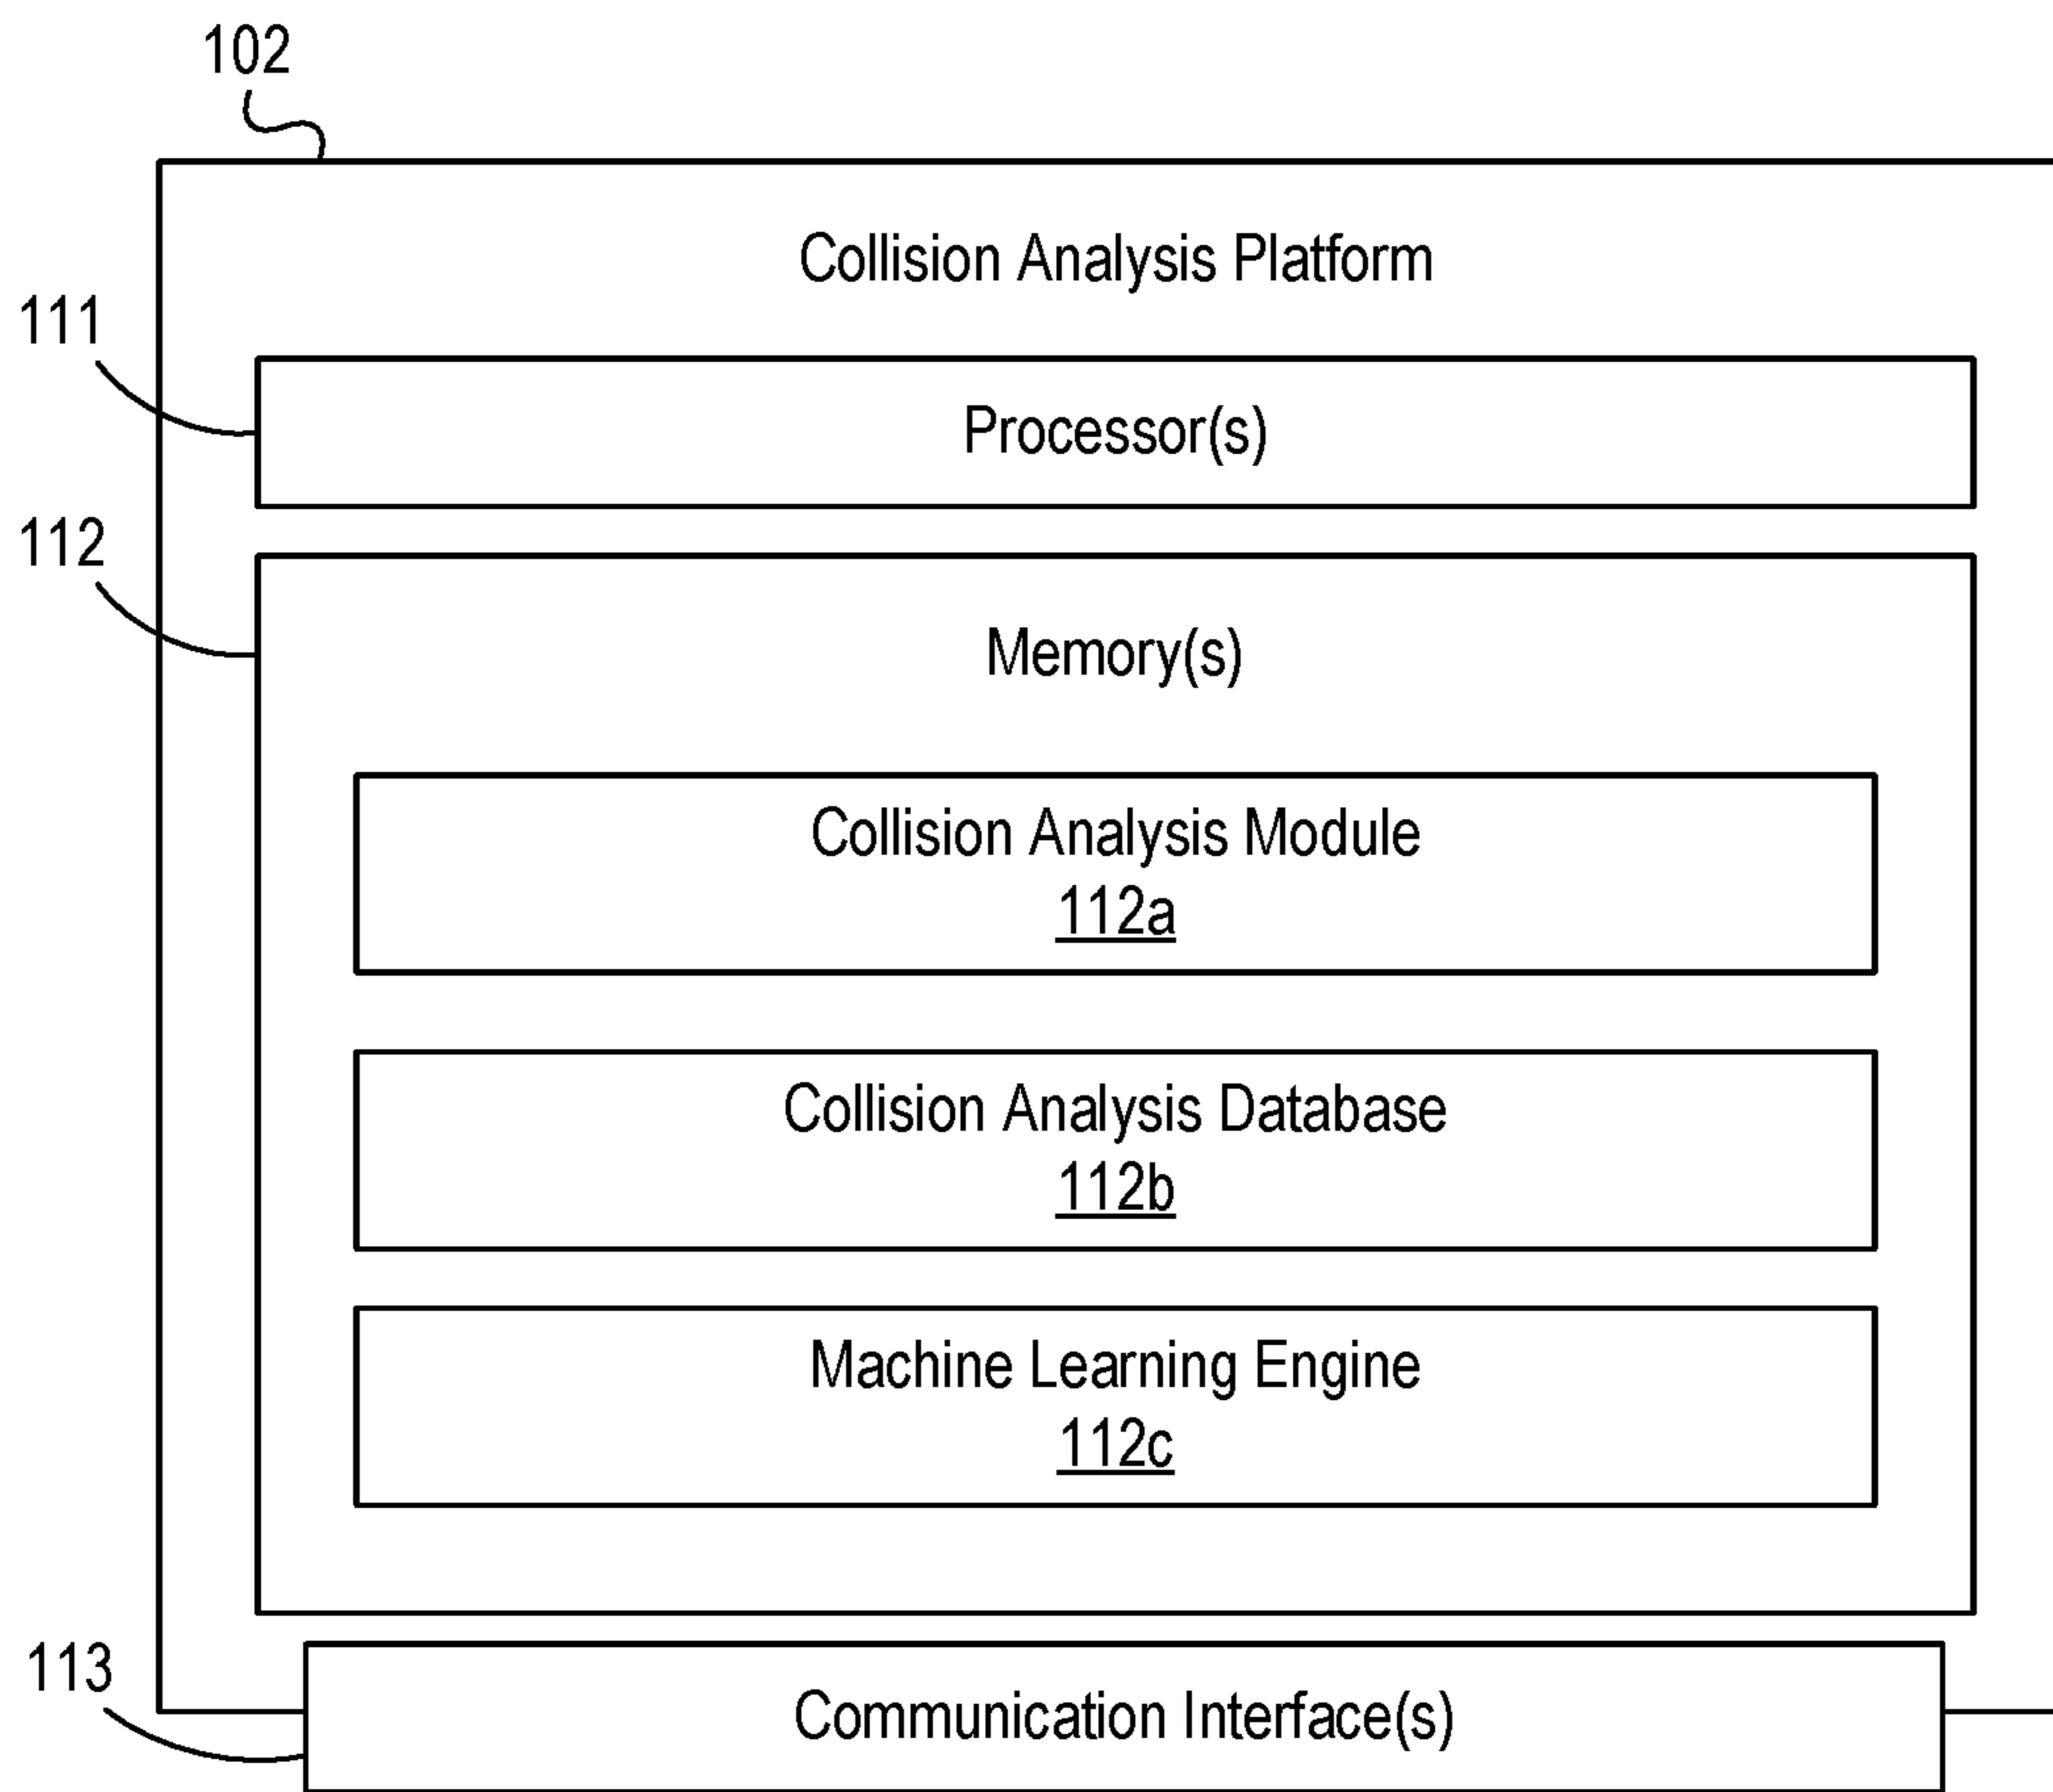 102
Collision Analysis Platform
111
Processor(s)
112
Memory(s)
Collision Analysis Module
112a
Collision Analysis Database
112b
Machine Learning Engine
112c
113
Communication Interface(s)